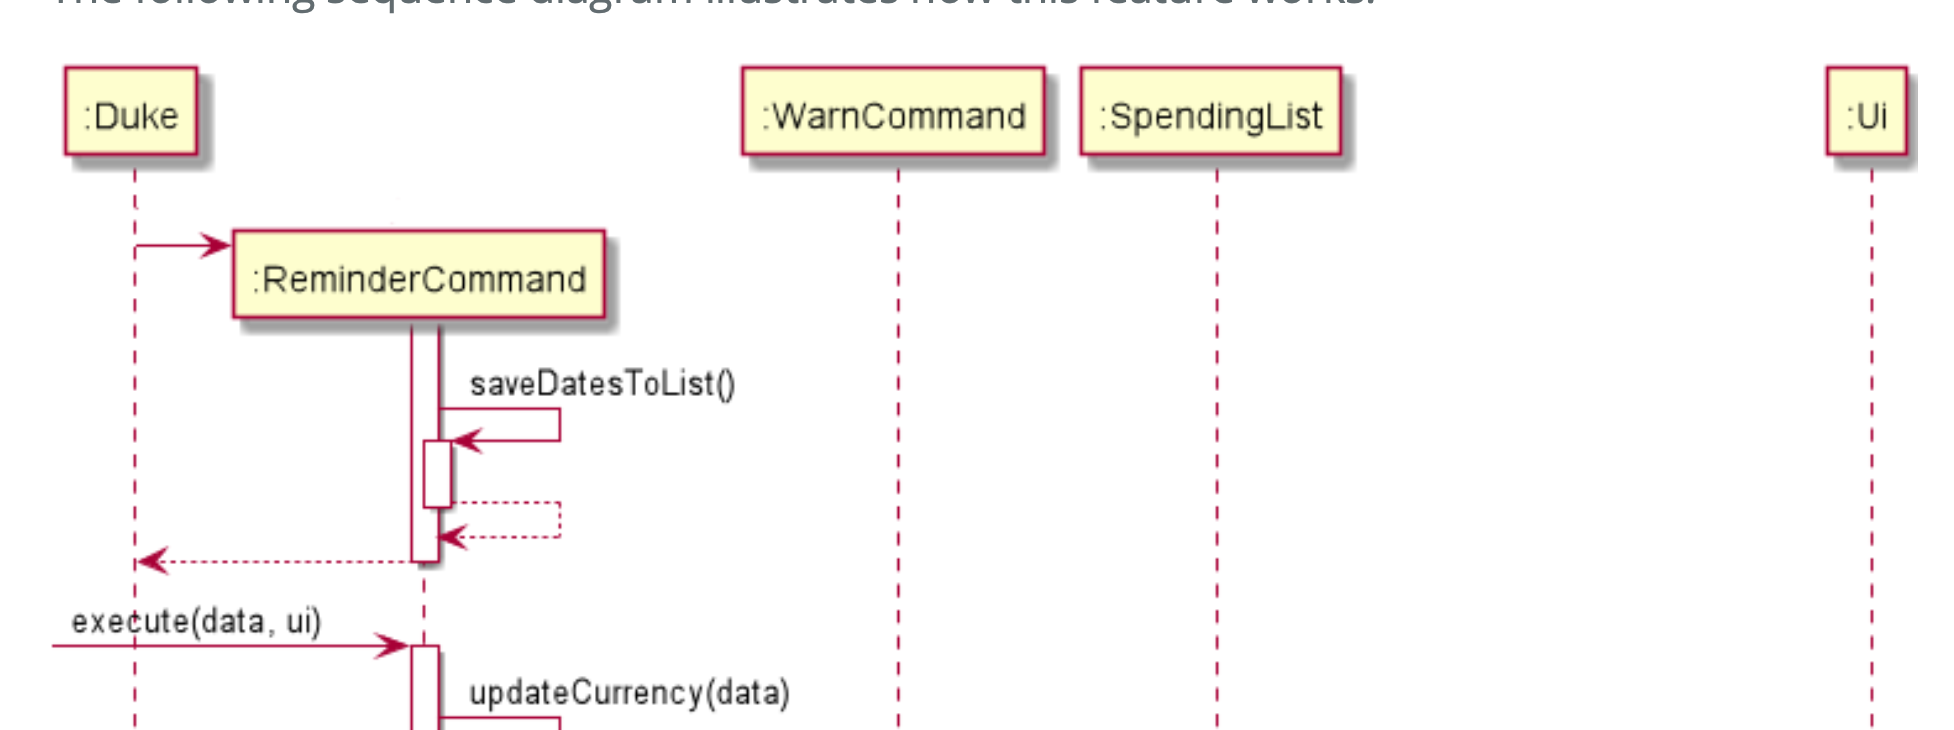 The following sequence diagram illustrates how this feature works.
:Duke
:WarnCommand
:SpendingList
:Ui
:ReminderCommand
saveDatesToList()
execute(data, ui)
updateCurrency(data)